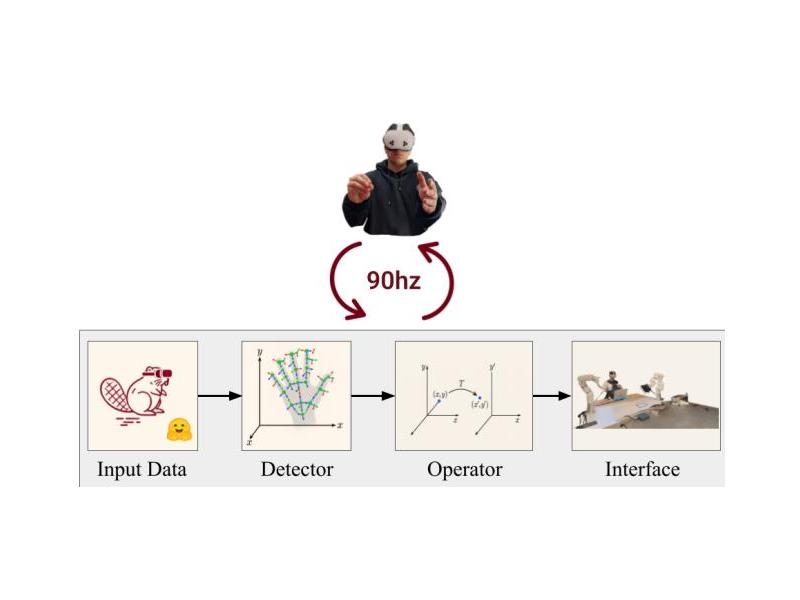 90hz
y
x
x
y
(x,y)
T
z
y'
(x',y')
z
Input Data
Detector
Operator
Interface